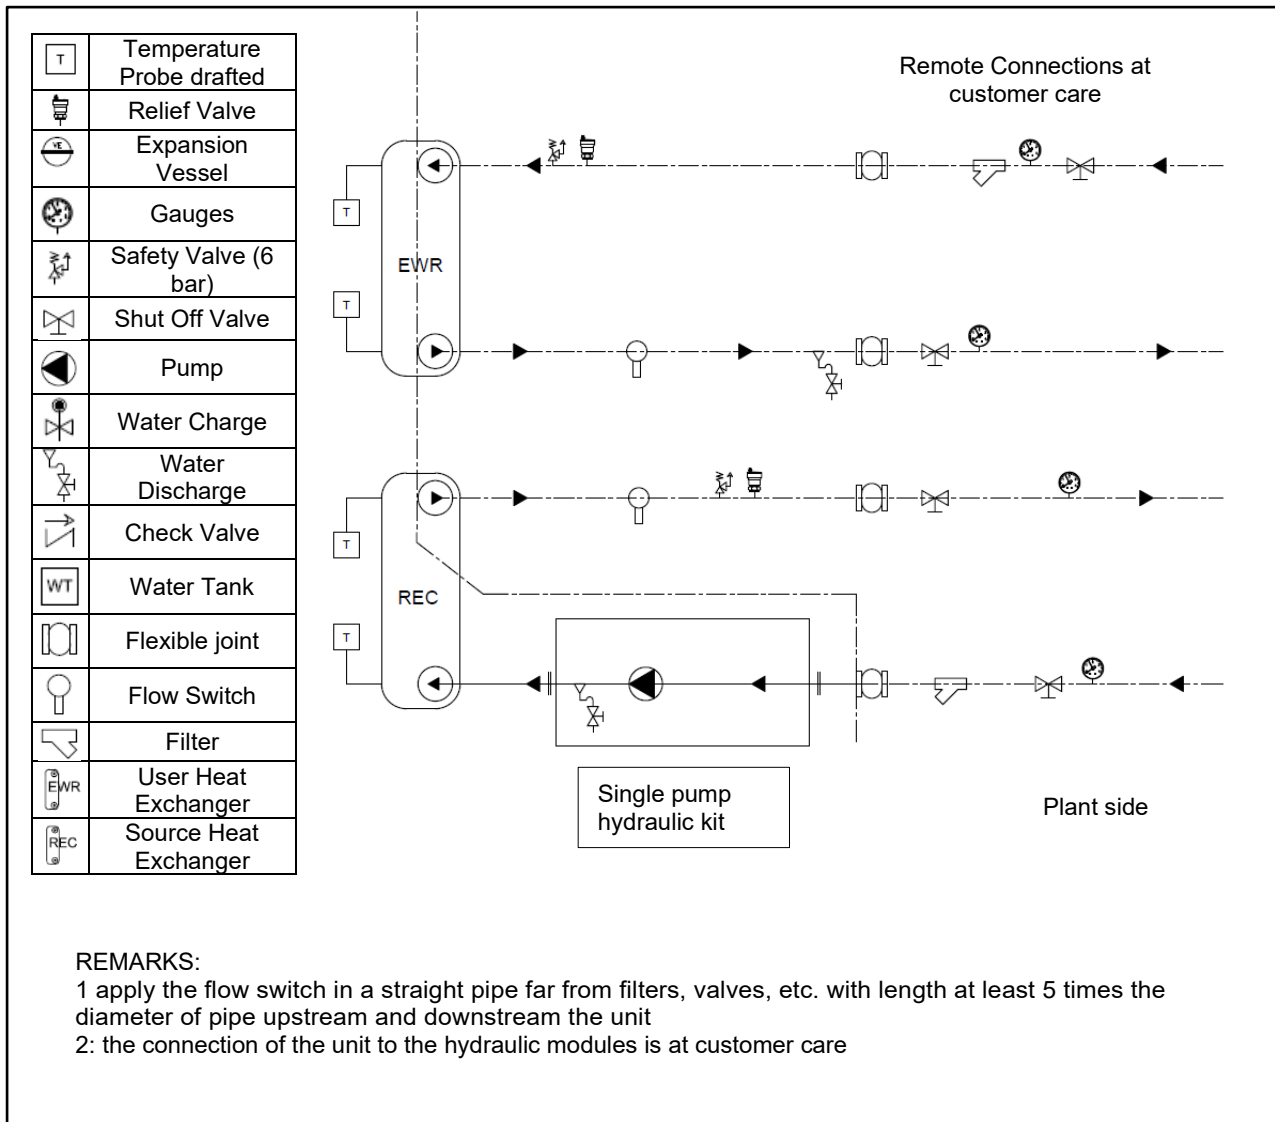 T
Temperature
Probe drafted
Relief Valve
VE
Expansion
Vessel
Gauges
Safety Valve (6
bar)
Shut Off Valve
Pump
Water Charge
Water
Discharge
Check Valve
WT
Water Tank
Flexible joint
Flow Switch
Filter
EWR
User Heat
Exchanger
REC
Source Heat
Exchanger
Remote Connections at
customer care
T
EWR
T
T
REC
T
Single pump
hydraulic kit
Plant side
REMARKS:
1 apply the flow switch in a straight pipe far from filters, valves, etc. with length at least 5 times the
diameter of pipe upstream and downstream the unit
2: the connection of the unit to the hydraulic modules is at customer care